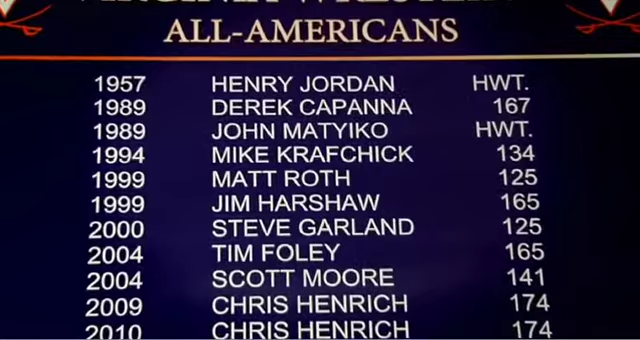 VIRGINIA WRESTLING
ALL-AMERICANS
1957 HENRY JORDAN HWT.
1989 DEREK CAPANNA 167
1989 JOHN MATYIKO HWT.
1994 MIKE KRAFCHICK 134
1999 MATT ROTH 125
1999 JIM HARSHAW 165
2000 STEVE GARLAND 125
2004 TIM FOLEY 165
2004 SCOTT MOORE 141
2009 CHRIS HENRICH 174
2010 CHRIS HENRICH 174